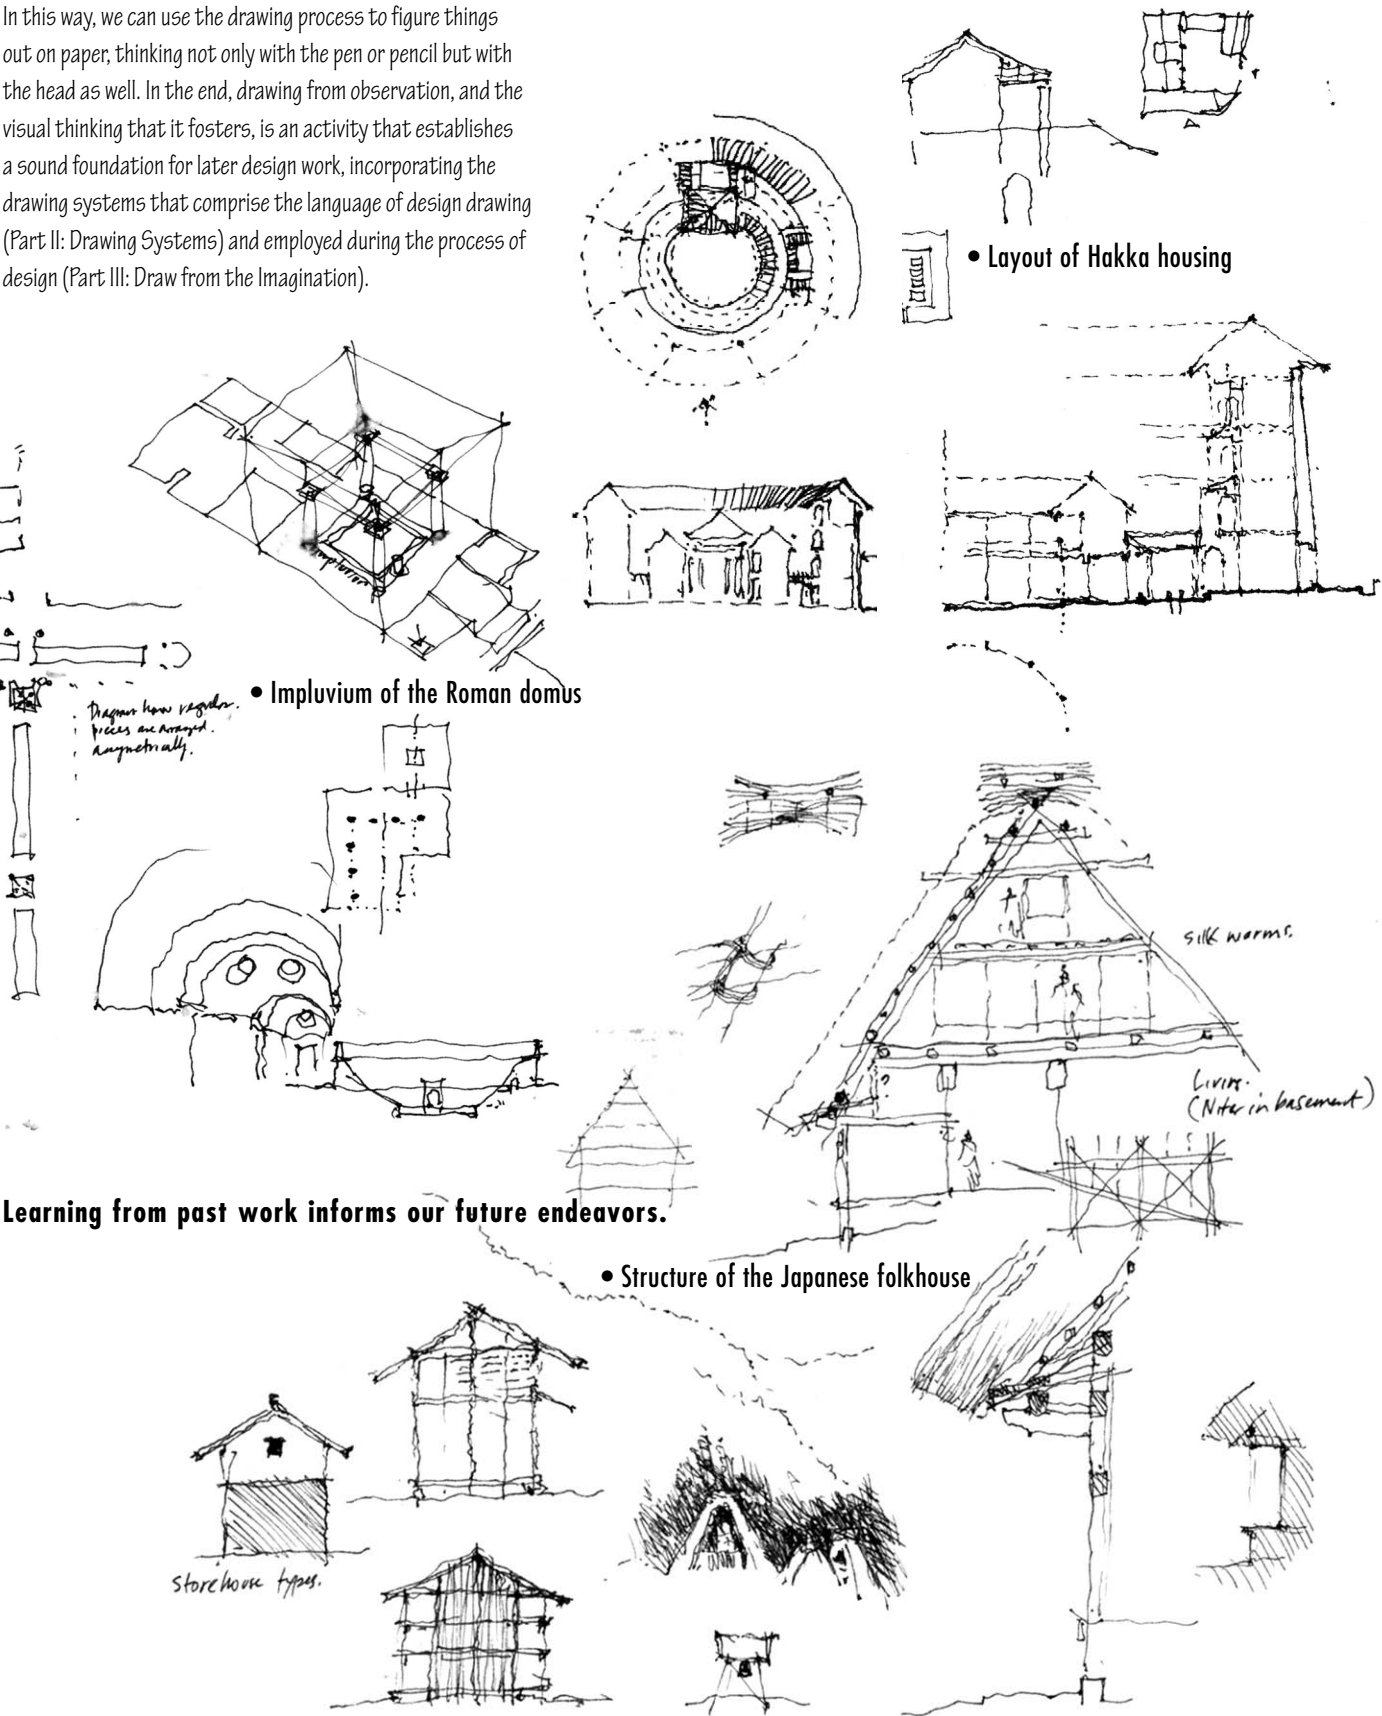 In this way, we can use the drawing process to figure things
out on paper, thinking not only with the pen or pencil but with
the head as well. In the end, drawing from observation, and the
visual thinking that it fosters, is an activity that establishes
a sound foundation for later design work, incorporating the
drawing systems that comprise the language of design drawing
(Part II: Drawing Systems) and employed during the process of
design (Part III: Draw from the Imagination).
• Layout of Hakka housing
impluvium
• Impluvium of the Roman domus
Diagram how regular
pieces are arranged.
asymetrically.
silk worms.
Living.
(Niter in basement)
Learning from past work informs our future endeavors.
• Structure of the Japanese folkhouse
storehouse types.